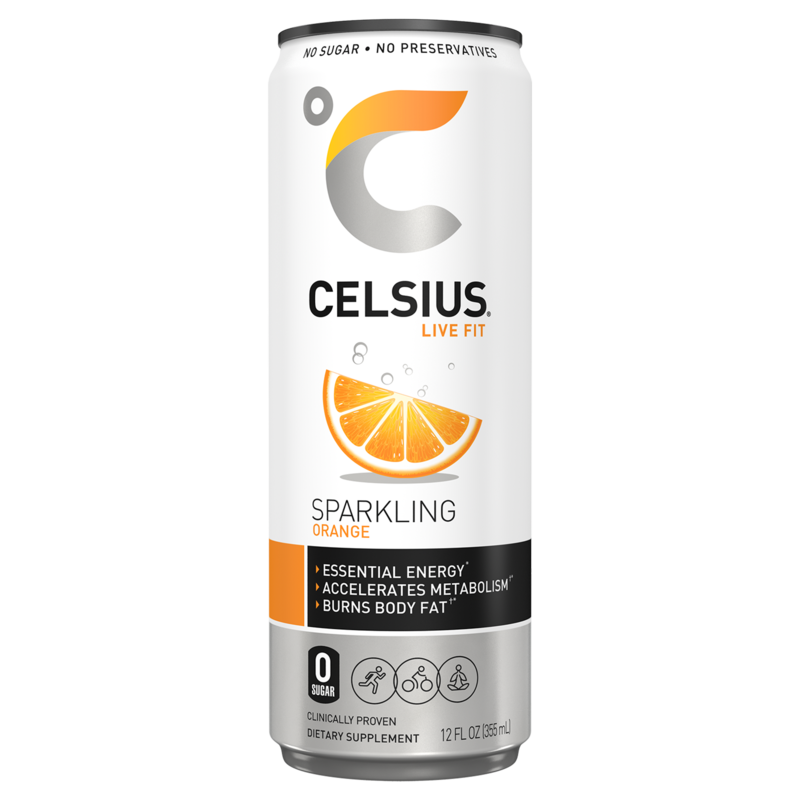 NO SUGAR • NO PRESERVATIVES
CELSIUS®
LIVE FIT
SPARKLING
ORANGE
ESSENTIAL ENERGY*
ACCELERATES METABOLISM†*
BURNS BODY FAT†*
0
SUGAR
CLINICALLY PROVEN
DIETARY SUPPLEMENT 12 FL OZ (355 mL)